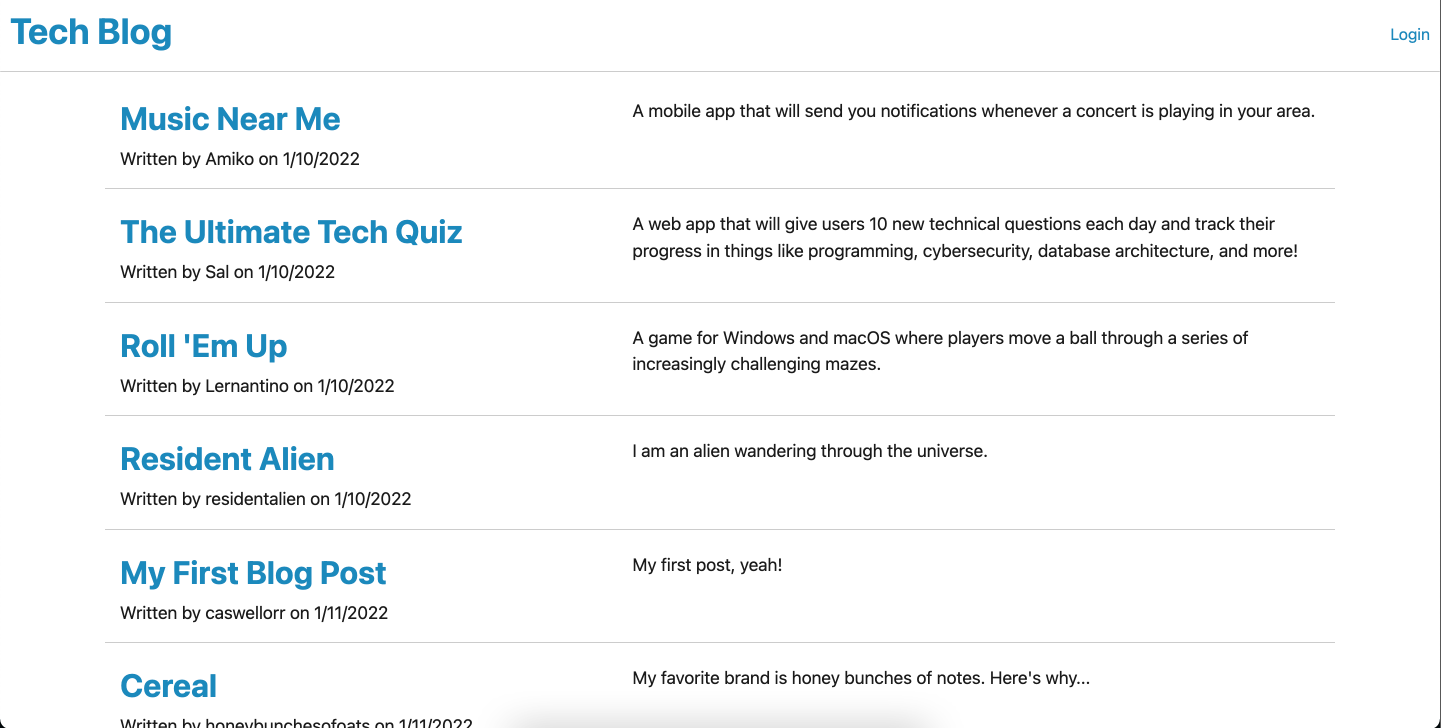 Tech Blog
Login
Music Near Me
A mobile app that will send you notifications whenever a concert is playing in your area.
Written by Amiko on 1/10/2022
The Ultimate Tech Quiz
A web app that will give users 10 new technical questions each day and track their
progress in things like programming, cybersecurity, database architecture, and more!
Written by Sal on 1/10/2022
Roll 'Em Up
A game for Windows and macOS where players move a ball through a series of
increasingly challenging mazes.
Written by Lernantino on 1/10/2022
Resident Alien
I am an alien wandering through the universe.
Written by residentalien on 1/10/2022
My First Blog Post
My first post, yeah!
Written by caswellorr on 1/11/2022
Cereal
My favorite brand is honey bunches of notes. Here's why...
Written by honeybunchesofoats on 1/11/2022